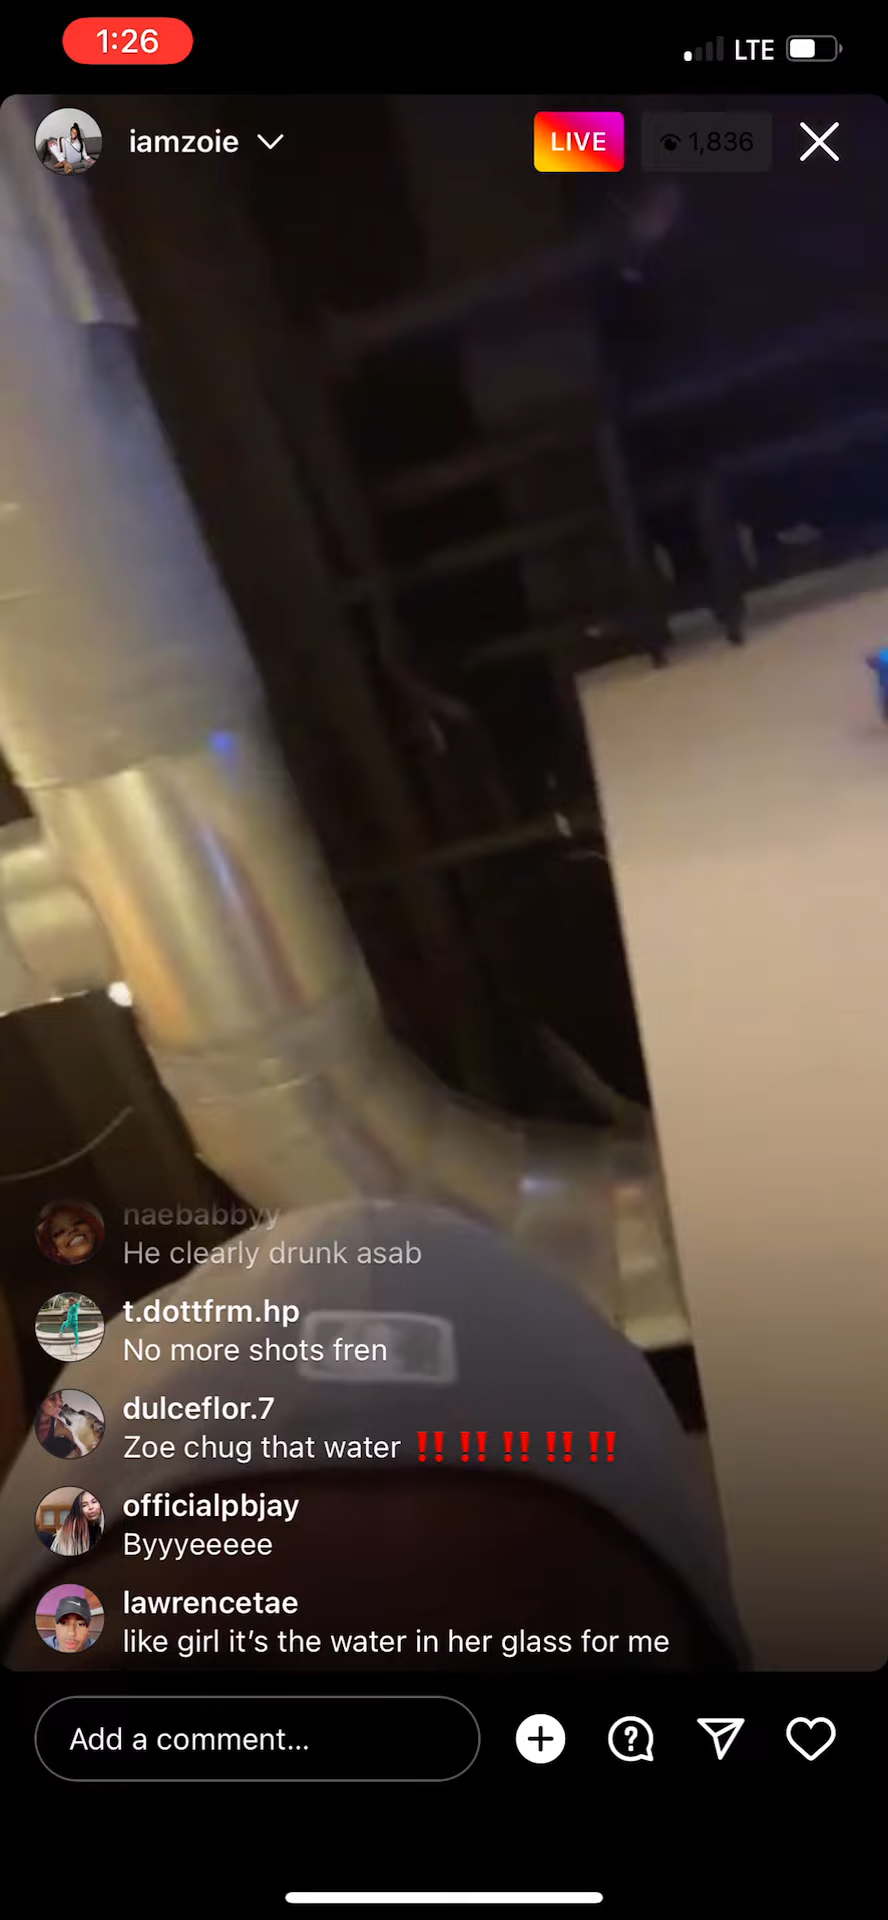 1:26
LTE
iamzoie
LIVE
1,836
naebabbyy
He clearly drunk asab
t.dottfrm.hp
No more shots fren
dulceflor.7
Zoe chug that water ‼️ ‼️ ‼️ ‼️ ‼️
officialpbjay
Byyyeeeee
lawrencetae
like girl it’s the water in her glass for me
Add a comment...